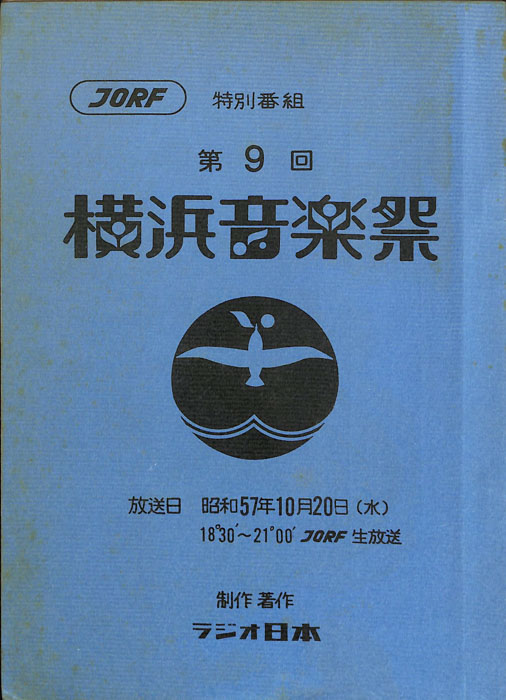 JORF 特別番組
第9回
横浜音楽祭
放送日 昭和57年10月20日(水)
18°30′～21°00′ JORF 生放送
制作著作
ラジオ日本